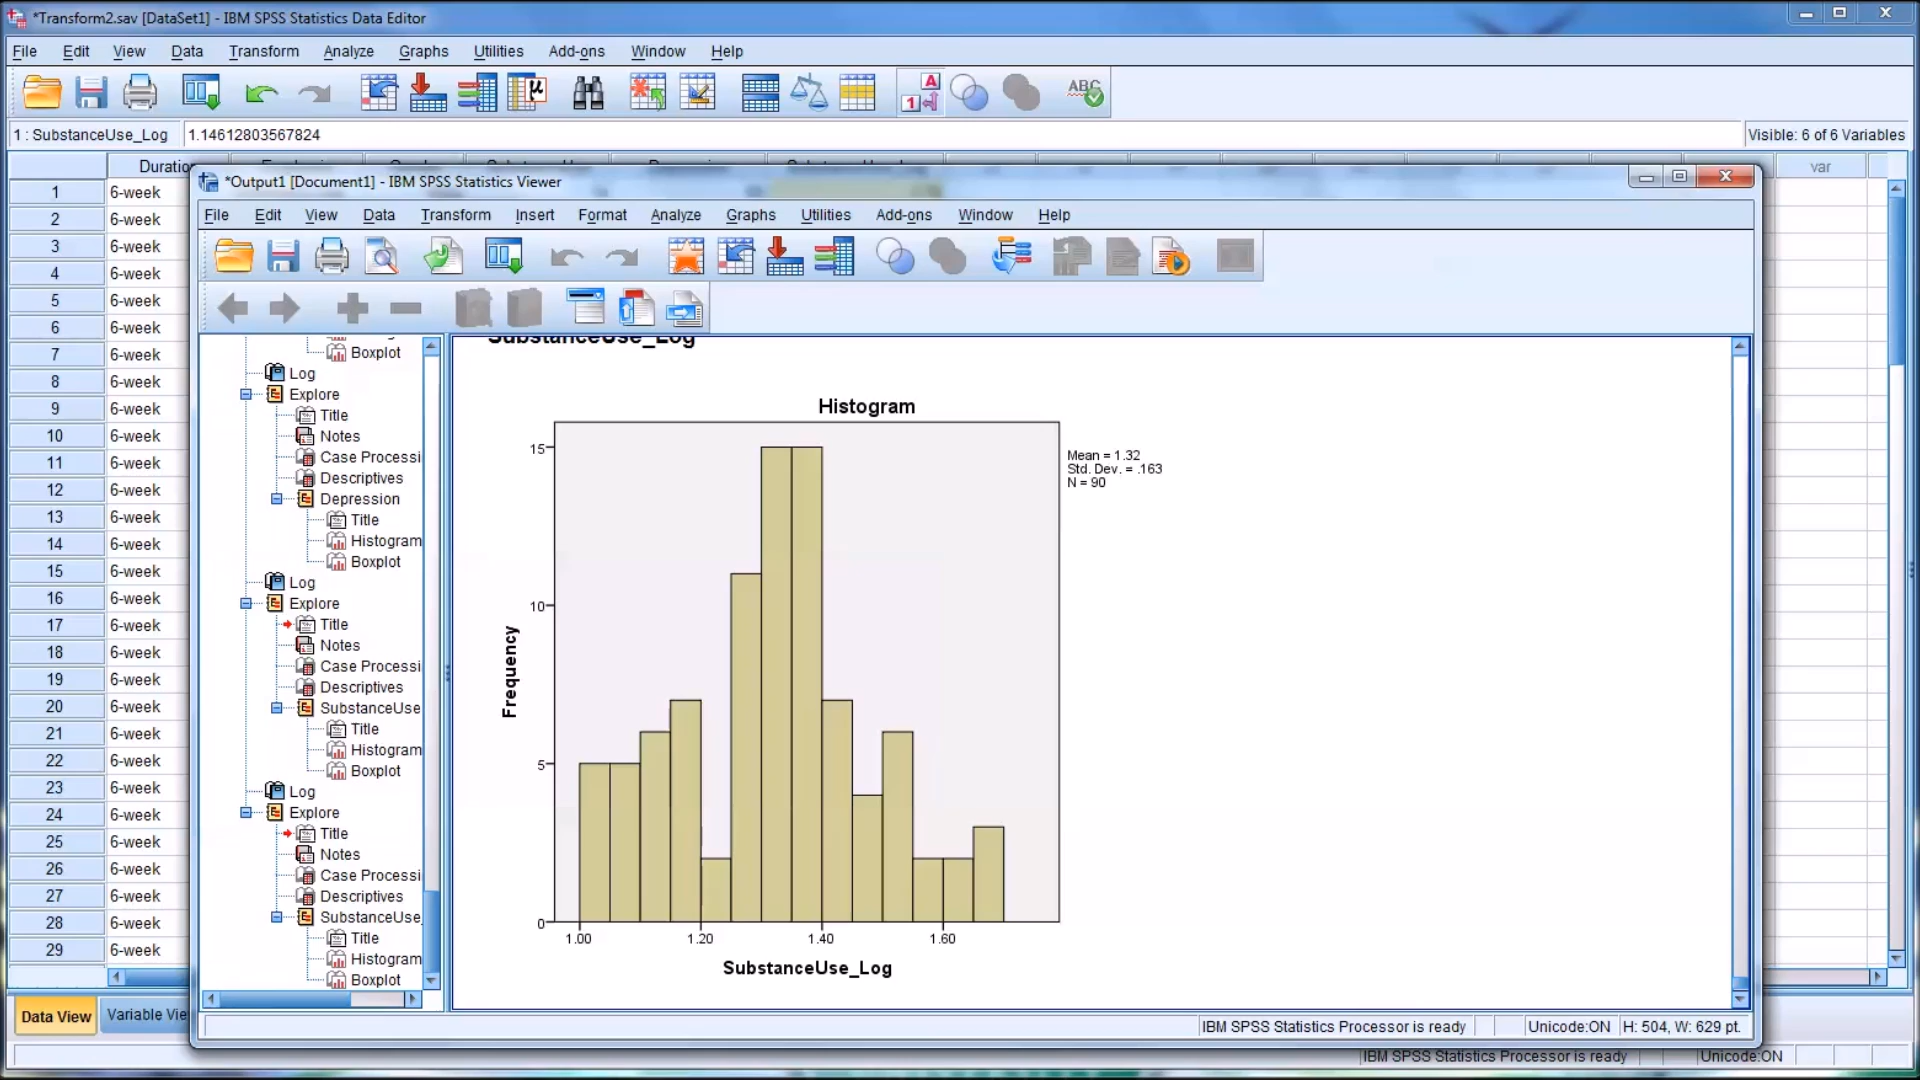 *Transform2.sav [DataSet1] - IBM SPSS Statistics Data Editor
File Edit View Data Transform Analyze Graphs Utilities Add-ons Window Help
1 : SubstanceUse_Log 1.14612803567824 Visible: 6 of 6 Variables
var
1 6-week
2 6-week
3 6-week
4 6-week
5 6-week
6 6-week
7 6-week
8 6-week
9 6-week
10 6-week
11 6-week
12 6-week
13 6-week
14 6-week
15 6-week
16 6-week
17 6-week
18 6-week
19 6-week
20 6-week
21 6-week
22 6-week
23 6-week
24 6-week
25 6-week
26 6-week
27 6-week
28 6-week
29 6-week
Data View Variable Vie
IBM SPSS Statistics Processor is ready Unicode:ON
*Output1 [Document1] - IBM SPSS Statistics Viewer
File Edit View Data Transform Insert Format Analyze Graphs Utilities Add-ons Window Help
Boxplot
Log
Explore
Title
Notes
Case Processi
Descriptives
Depression
Title
Histogram
Boxplot
Log
Explore
Title
Notes
Case Processi
Descriptives
SubstanceUse
Title
Histogram
Boxplot
Log
Explore
Title
Notes
Case Processi
Descriptives
SubstanceUse_
Title
Histogram
Boxplot
SubstanceUse_Log
Histogram
Mean = 1.32
Std. Dev. = .163
N = 90
Frequency
15
10
5
0
1.00 1.20 1.40 1.60
SubstanceUse_Log
IBM SPSS Statistics Processor is ready Unicode:ON H: 504, W: 629 pt.